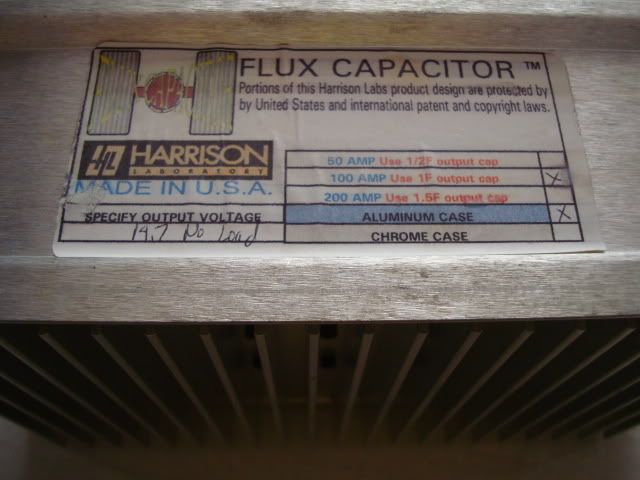 FLUX CAPACITOR ™
Portions of this Harrison Labs product design are protected by
by United States and international patent and copyright laws.
HARRISON
LABORATORY
MADE IN U.S.A.
50 AMP Use 1/2F output cap
100 AMP Use 1F output cap X
200 AMP Use 1.5F output cap
SPECIFY OUTPUT VOLTAGE
ALUMINUM CASE X
14.7 No Load
CHROME CASE